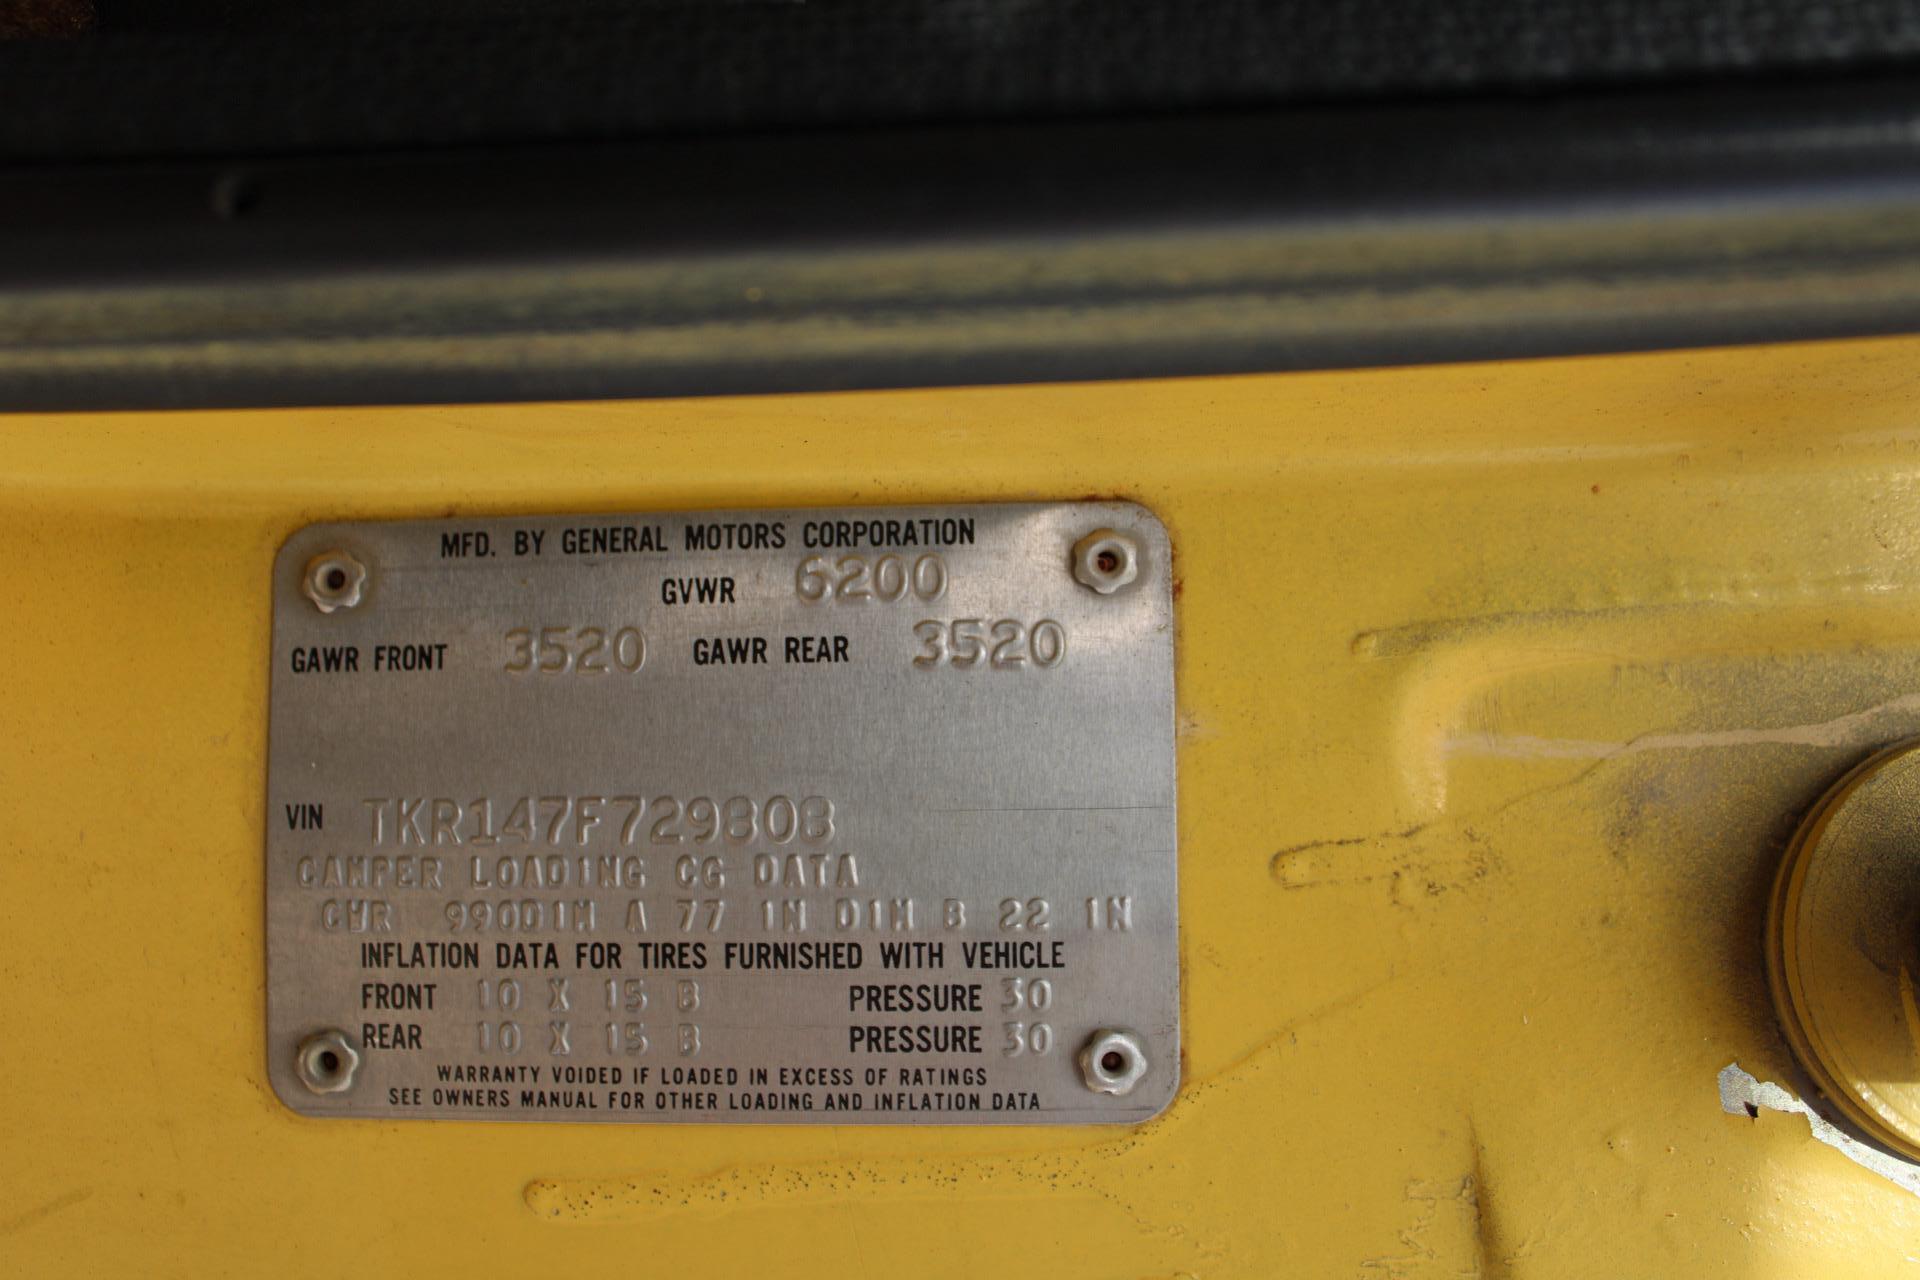 MFD. BY GENERAL MOTORS CORPORATION
GVWR 6200
GAWR FRONT 3520 GAWR REAR 3520
VIN TKR147F729808
CAMPER LOADING CG DATA
CWR 990DIM A 77 IN DIM B 22 IN
INFLATION DATA FOR TIRES FURNISHED WITH VEHICLE
FRONT 10 X 15 B PRESSURE 30
REAR 10 X 15 B PRESSURE 30
WARRANTY VOIDED IF LOADED IN EXCESS OF RATINGS
SEE OWNERS MANUAL FOR OTHER LOADING AND INFLATION DATA